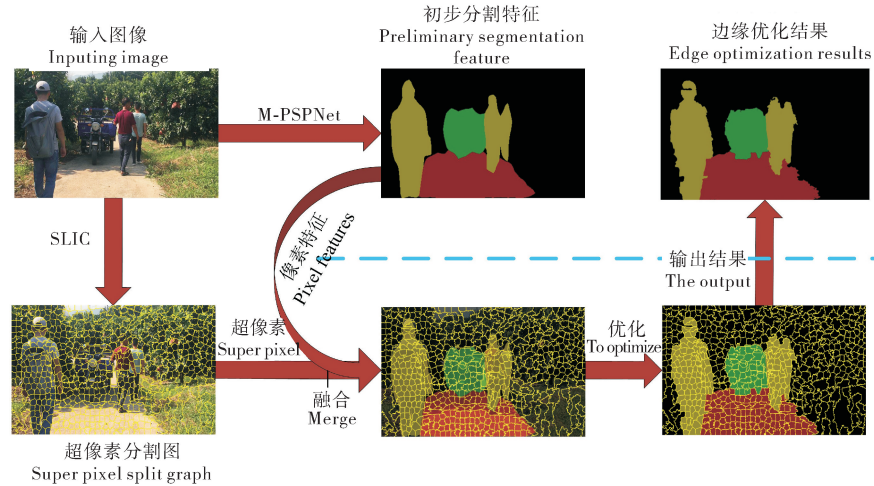 输入图像
Inputing image
初步分割特征
Preliminary segmentation
feature
边缘优化结果
Edge optimization results
M-PSPNet
SLIC
像素特征
Pixel features
输出结果
The output
超像素
Super pixel
融合
Merge
优化
To optimize
超像素分割图
Super pixel split graph